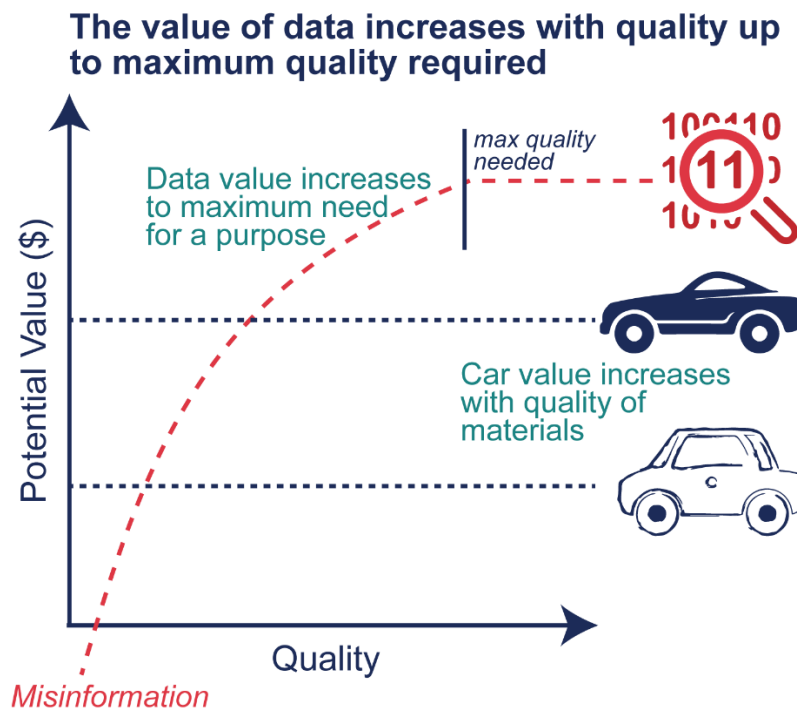 The value of data increases with quality up
to maximum quality required
max quality
needed
100110
11
Data value increases
to maximum need
for a purpose
Car value increases
with quality of
materials
Potential Value ($)
Quality
Misinformation